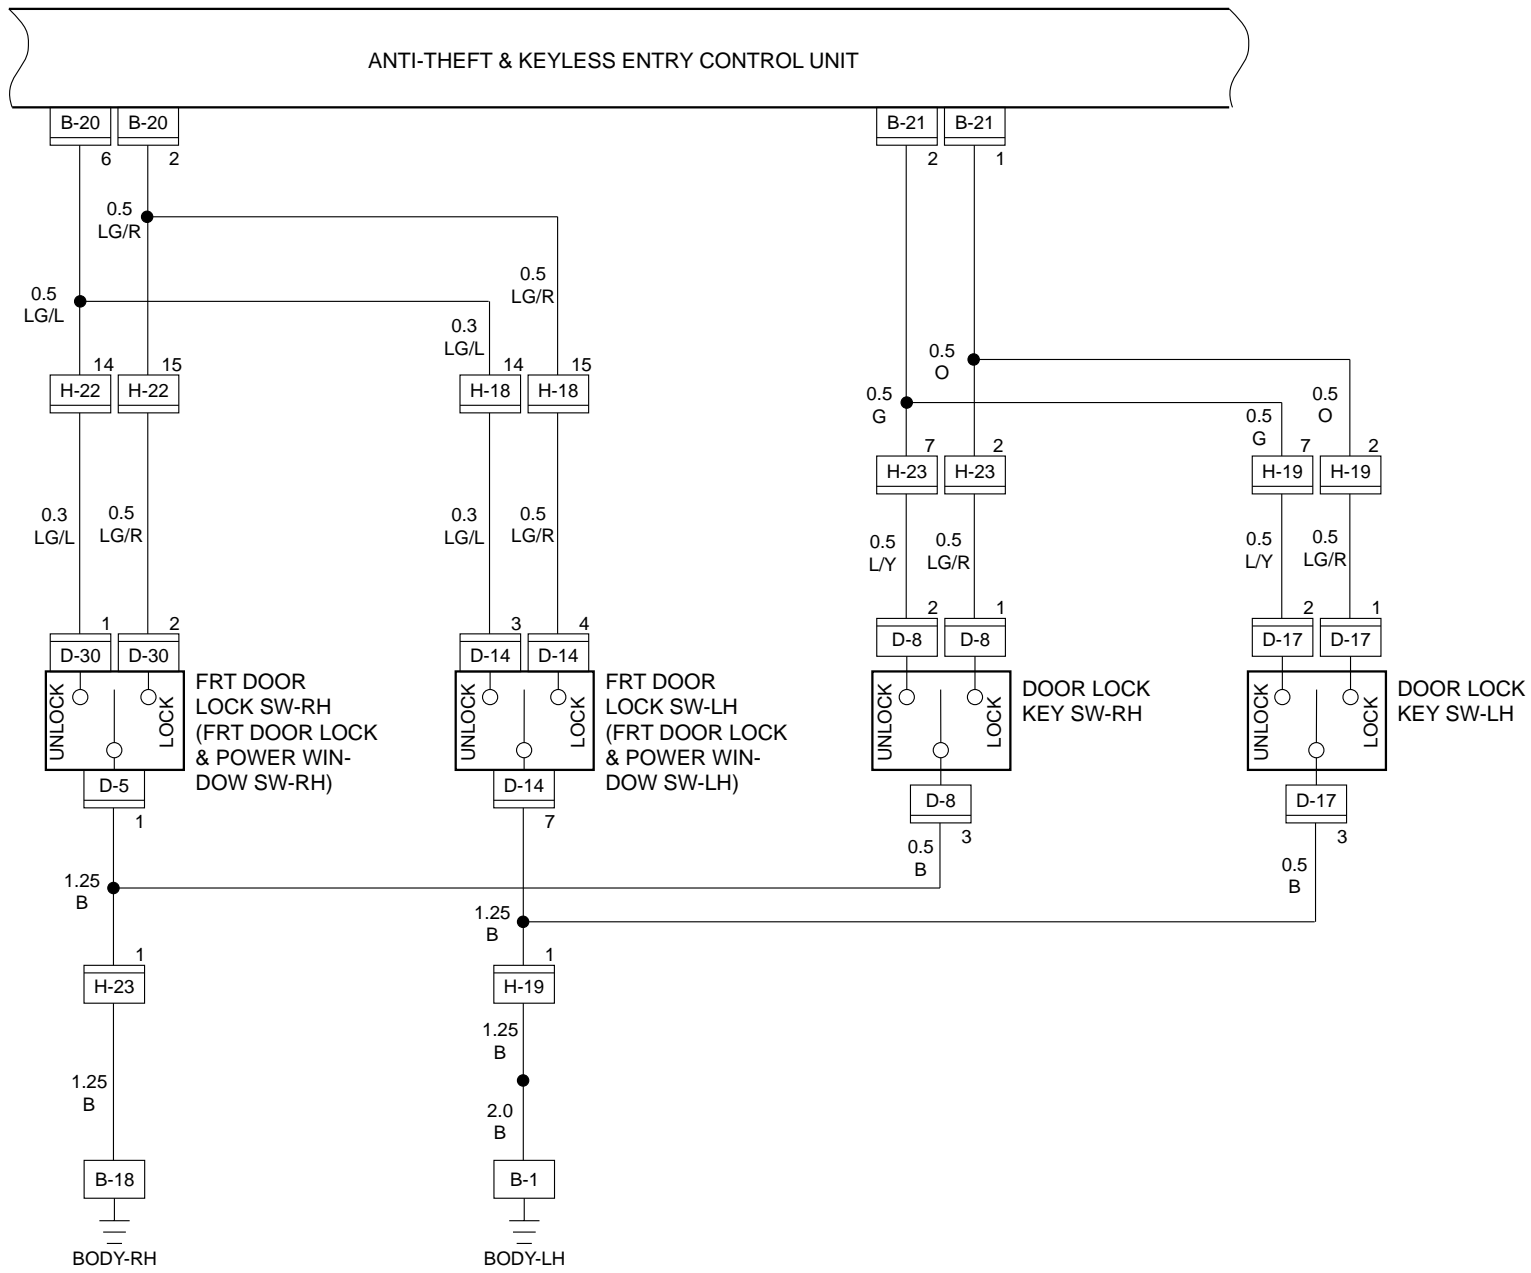 ANTI-THEFT & KEYLESS ENTRY CONTROL UNIT
B-20 B-20 B-21 B-21
6 2 2 1
0.5
LG/R
0.5
LG/R
0.5
LG/L
0.3
LG/L
0.5
O
0.5
G
0.5
O
0.5
G
14 15 14 15
H-22 H-22 H-18 H-18
7 2 7 2
H-23 H-23 H-19 H-19
0.3
LG/L
0.5
LG/R
0.3
LG/L
0.5
LG/R
0.5
L/Y
0.5
LG/R
0.5
L/Y
0.5
LG/R
1 2 3 4 2 1 2 1
D-30 D-30 D-14 D-14 D-8 D-8 D-17 D-17
UNLOCK
LOCK
FRT DOOR
LOCK SW-RH
(FRT DOOR LOCK
& POWER WIN-
DOW SW-RH)
UNLOCK
LOCK
FRT DOOR
LOCK SW-LH
(FRT DOOR LOCK
& POWER WIN-
DOW SW-LH)
UNLOCK
LOCK
DOOR LOCK
KEY SW-RH
UNLOCK
LOCK
DOOR LOCK
KEY SW-LH
D-5 D-14 D-8 D-17
1 7 3 3
0.5
B
0.5
B
1.25
B
1.25
B
1 1
H-23 H-19
1.25
B
1.25
B
2.0
B
B-18 B-1
BODY-RH BODY-LH